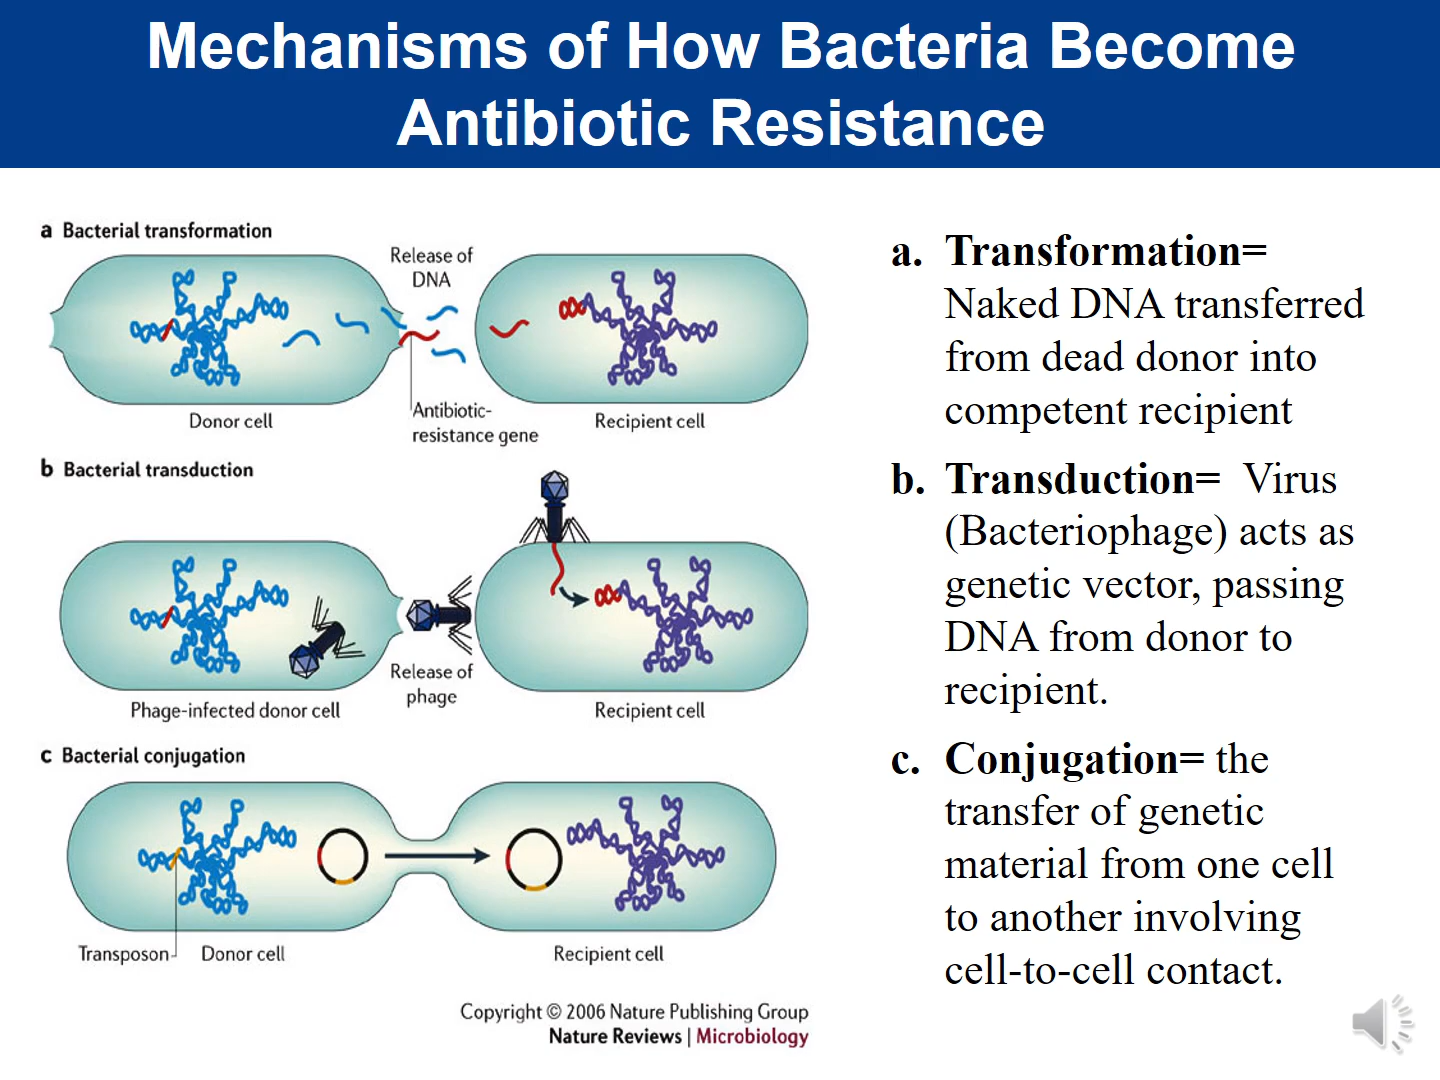 Mechanisms of How Bacteria Become
Antibiotic Resistance
a Bacterial transformation
Release of
DNA
Donor cell
Antibiotic-
resistance gene
Recipient cell
b Bacterial transduction
Release of
phage
Phage-infected donor cell
Recipient cell
c Bacterial conjugation
Transposon
Donor cell
Recipient cell
Copyright © 2006 Nature Publishing Group
Nature Reviews | Microbiology
a. Transformation=
Naked DNA transferred
from dead donor into
competent recipient
b. Transduction= Virus
(Bacteriophage) acts as
genetic vector, passing
DNA from donor to
recipient.
c. Conjugation= the
transfer of genetic
material from one cell
to another involving
cell-to-cell contact.